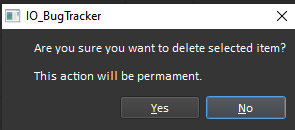 IO_BugTracker
Are you sure you want to delete selected item?
This action will be permament.
Yes
No